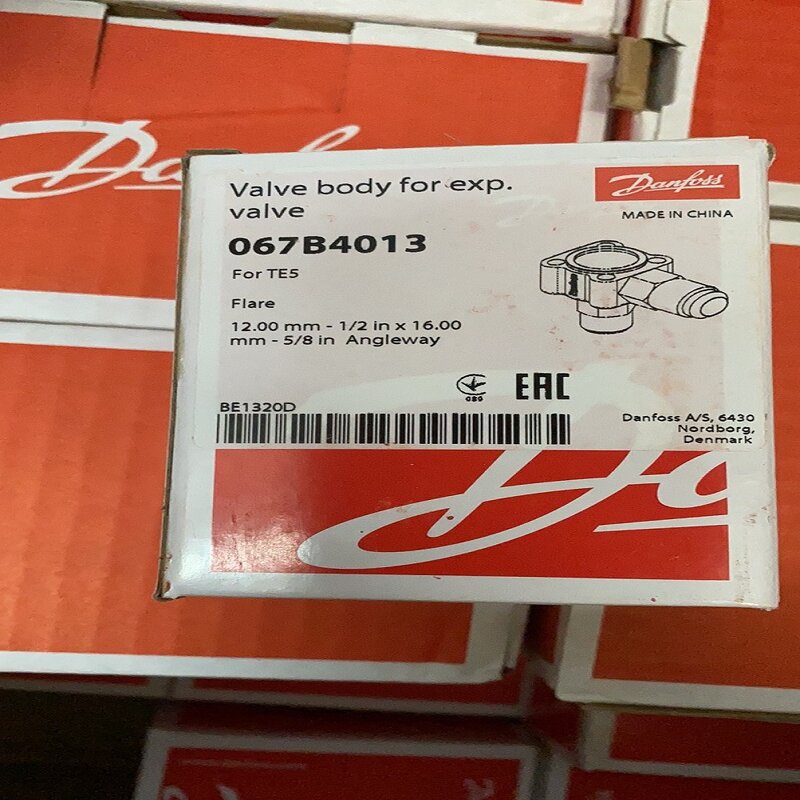 Danfoss
Valve body for exp.
valve
067B4013
For TE5
Flare
12.00 mm - 1/2 in x 16.00
mm - 5/8 in Angleway
MADE IN CHINA
080
EAC
BE1320D
Danfoss A/S, 6430
Nordborg,
Denmark